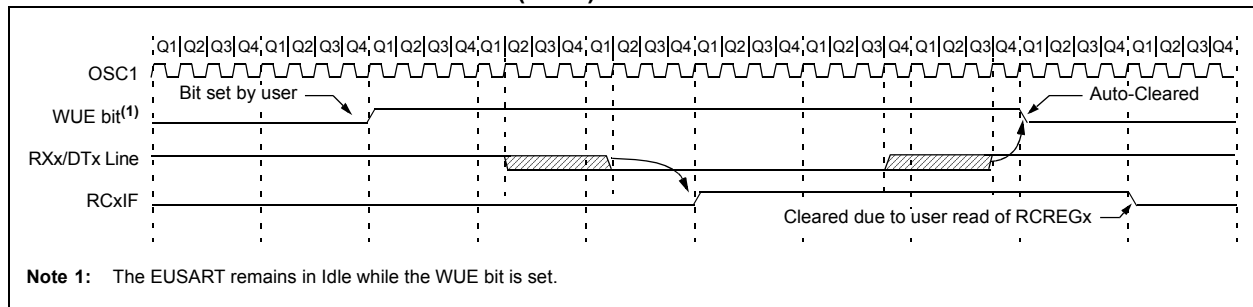 Q1 Q2 Q3 Q4 Q1 Q2 Q3 Q4 Q1 Q2 Q3 Q4 Q1 Q2 Q3 Q4 Q1 Q2 Q3 Q4 Q1 Q2 Q3 Q4 Q1 Q2 Q3 Q4 Q1 Q2 Q3 Q4 Q1 Q2 Q3 Q4 Q1 Q2 Q3 Q4
OSC1
Bit set by user
Auto-Cleared
WUE bit(1)
RXx/DTx Line
RCxIF
Cleared due to user read of RCREGx
Note 1: The EUSART remains in Idle while the WUE bit is set.